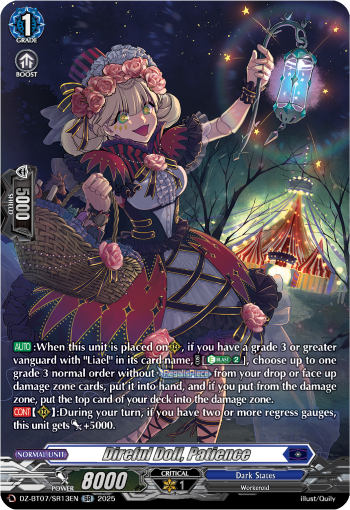 1
GRADE
BOOST
5000
SHIELD
AUTO :When this unit is placed on R, if you have a grade 3 or greater
vanguard with "Liael" in its card name, COST [E-BLAST 2], choose up to one
grade 3 normal order without RegalisPiece from your drop or face up
damage zone cards, put it into hand, and if you put from the damage
zone, put the top card of your deck into the damage zone.
CONT R :During your turn, if you have two or more regress gauges,
this unit gets +5000.
NORMAL UNIT
Direful Doll, Patience
POWER 8000
CRITICAL
1
Dark States
Workeroid
DZ-BT07/SR13EN SR 2025
illust/Quily